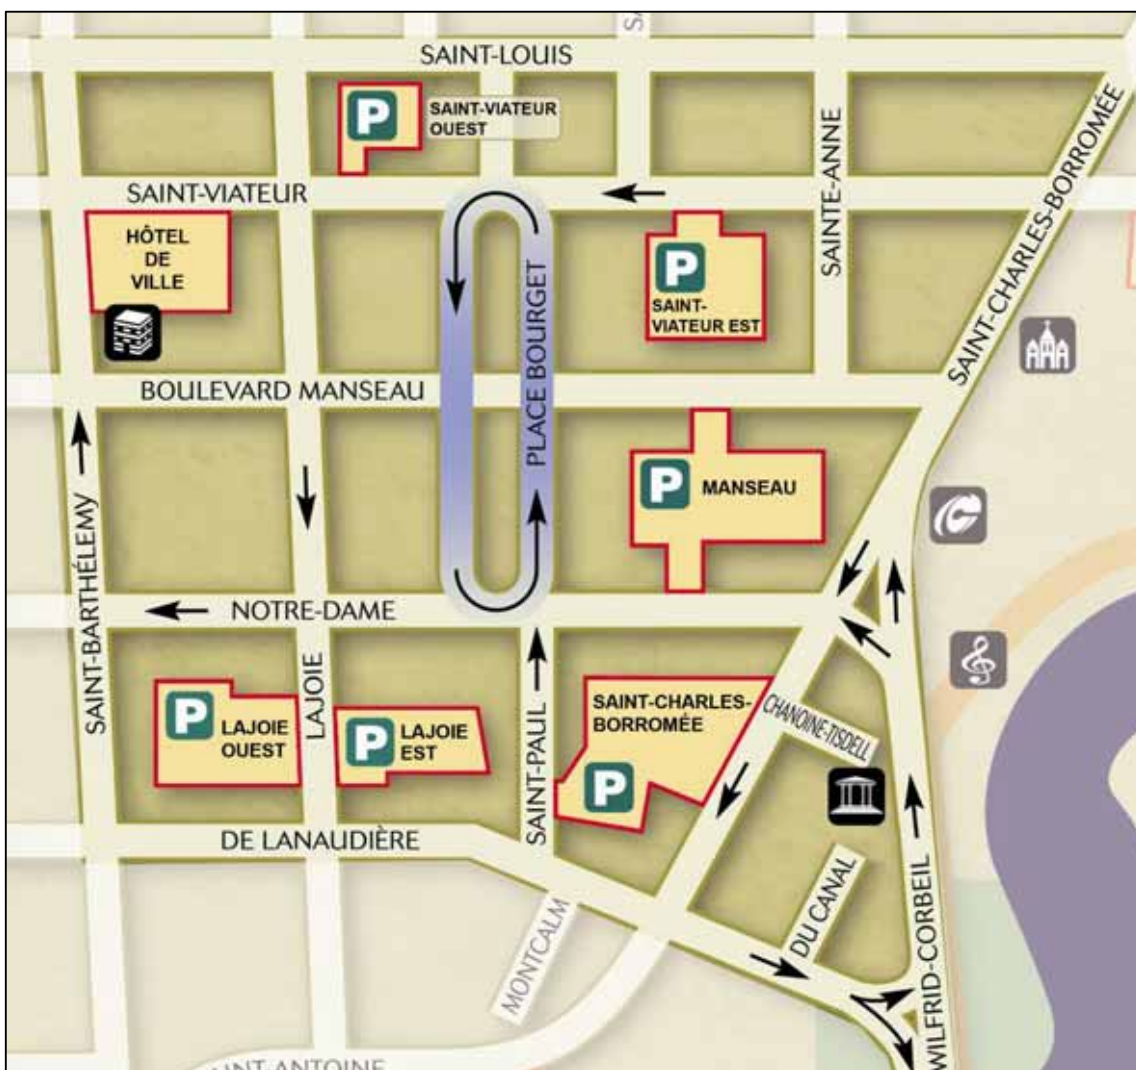 SAINT-LOUIS
P
SAINT-VIATEUR
OUEST
SAINT-CHARLES-BORROMÉE
SAINTE-ANNE
SAINT-VIATEUR
HÔTEL
DE
VILLE
PLACE BOURGET
P
SAINT-
VIATEUR EST
BOULEVARD MANSEAU
P
MANSEAU
SAINT-BARTHÉLEMY
NOTRE-DAME
LAJOIE
P
LAJOIE
OUEST
P
LAJOIE
EST
SAINT-PAUL
SAINT-CHARLES-
BORROMÉE
P
CHANOINE-TISDELL
DE LANAUDIÈRE
MONTCALM
DU CANAL
WILFRID-CORBEIL